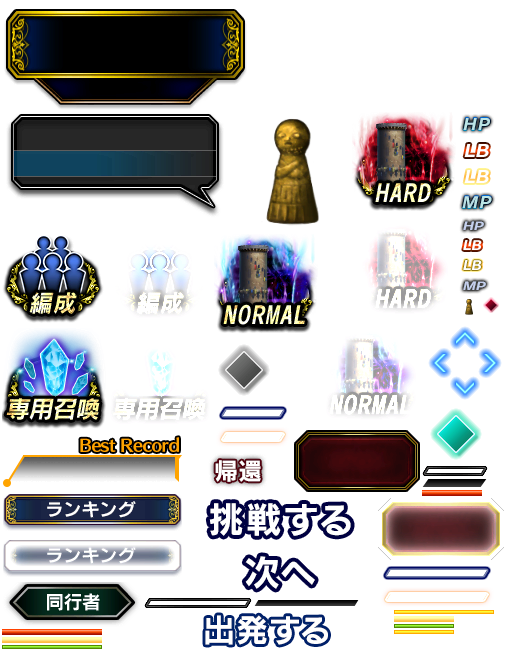 HP
LB
LB
HARD
MP
HP
LB
LB
MP
編成
編成
NORMAL
HARD
専用召喚
専用召喚
NORMAL
Best Record
帰還
ランキング
挑戦する
ランキング
次へ
同行者
出発する